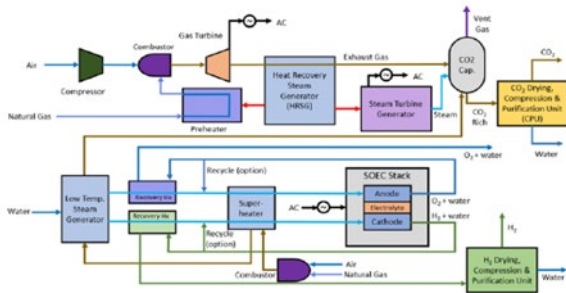 Gas Turbine
AC
Vent
Gas
Combustor
Air
Exhaust Gas
CO2
Cap.
CO₂
Compressor
Heat Recovery
Steam
Generator
(HRSG)
AC
Steam Turbine
Generator
Steam
CO₂
Rich
CO₂ Drying,
Compression &
Purification Unit
(CPU)
Natural Gas
Preheater
Water
O₂ + water
Recycle (option)
SOEC Stack
Low Temp.
Steam
Generator
Super-
heater
AC
Anode
Electrolyte
Cathode
O₂ + water
H₂ + water
Water
Recovery Hx
Recycle
(option)
H₂
Air
Natural Gas
Combustor
H₂ Drying,
Compression &
Purification Unit
Water